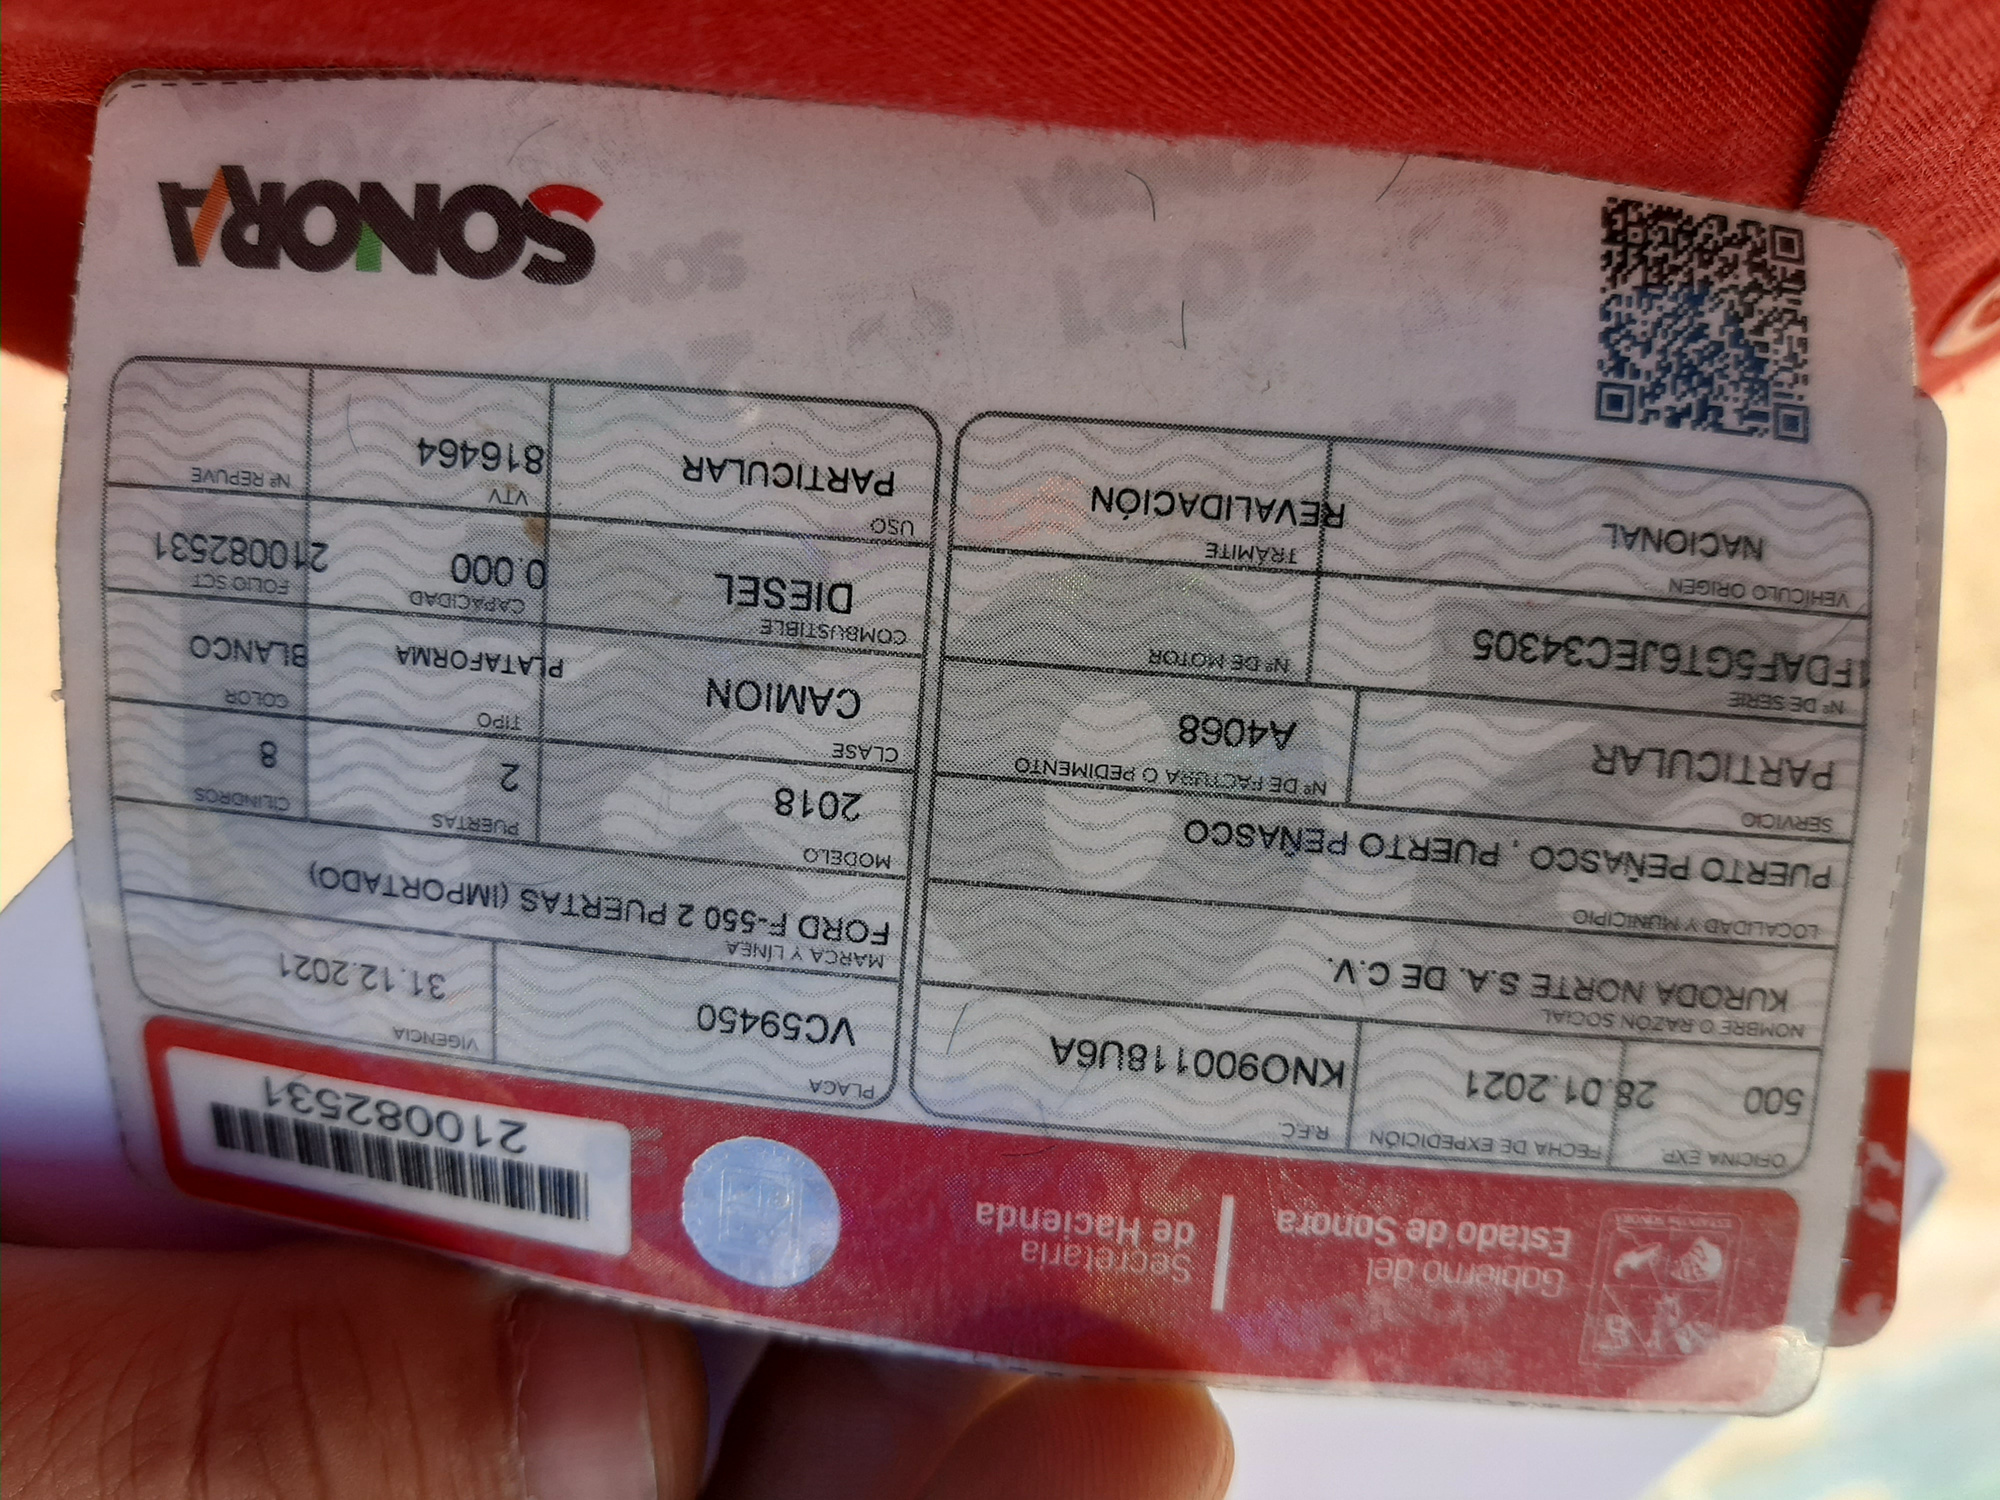 Gobierno del
Estado de Sonora
Secretaría
de Hacienda
210082531
OFICINA EXP.
FECHA DE EXPEDICIÓN
R.F.C.
500
28.01.2021
KNO900118U6A
NOMBRE O RAZÓN SOCIAL
KURODA NORTE S.A. DE C.V.
LOCALIDAD Y MUNICIPIO
PUERTO PEÑASCO , PUERTO PEÑASCO
SERVICIO
Nº DE FACTURA O PEDIMENTO
PARTICULAR
A4068
Nº DE SERIE
Nº DE MOTOR
1FDAF5GT6JEC34305
VEHÍCULO ORIGEN
TRÁMITE
NACIONAL
REVALIDACIÓN
PLACA
VIGENCIA
VC59450
31.12.2021
MARCA Y LÍNEA
FORD F-550 2 PUERTAS (IMPORTADO)
MODELO
PUERTAS
CILINDROS
2018
2
8
CLASE
TIPO
COLOR
CAMION
PLATAFORMA
BLANCO
COMBUSTIBLE
CAPACIDAD
FOLIO SCT
DIESEL
0.000
210082531
USO
VTV
Nº REPUVE
PARTICULAR
816464
SONORA